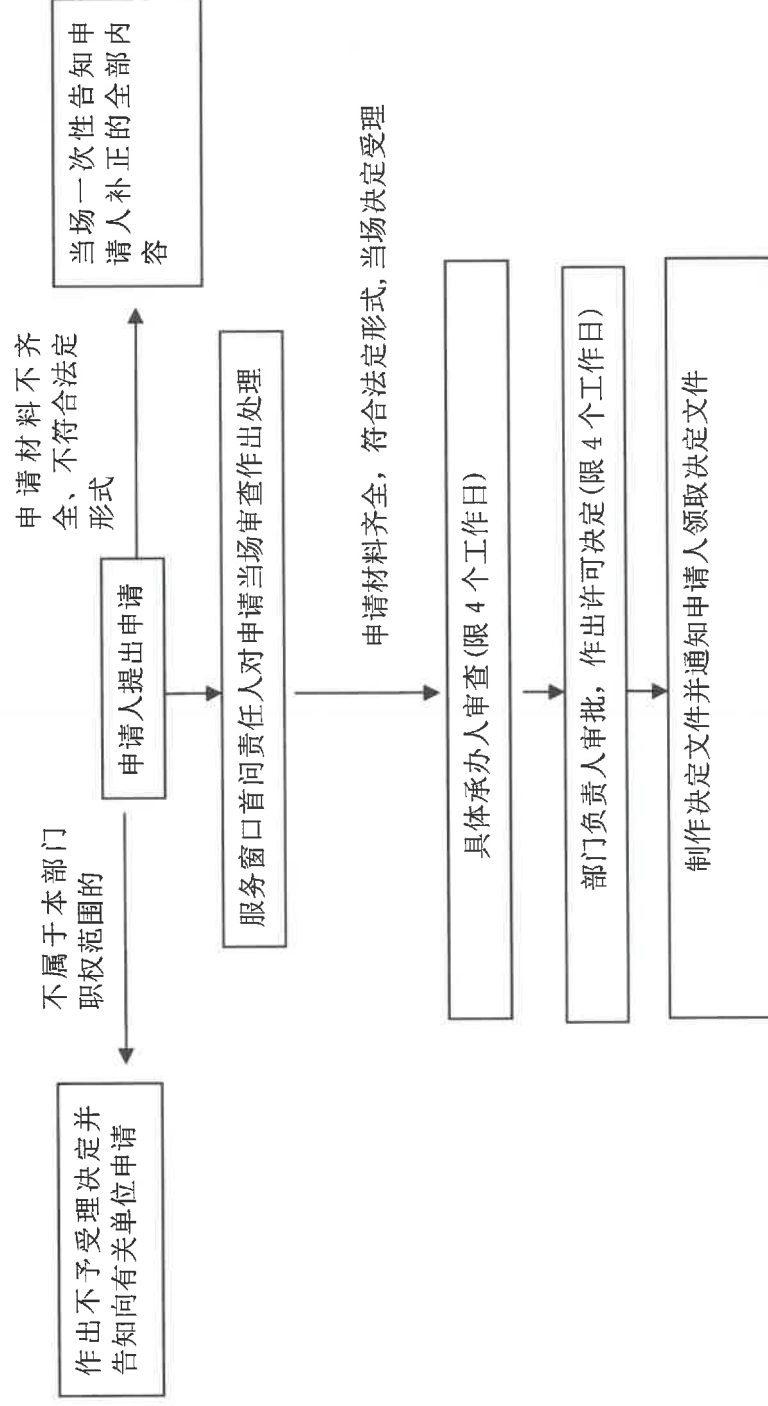 不属于本部门
职权范围的
申请材料不齐
全、不符合法定
形式
作出不予受理决定并
告知向有关单位申请
申请人提出申请
当场一次性告知申
请人补正的全部内
容
服务窗口首问责任人对申请当场审查作出处理
申请材料齐全，符合法定形式,当场决定受理
具体承办人审查(限4个工作日)
部门负责人审批，作出许可决定(限4个工作日)
制作决定文件并通知申请人领取决定文件